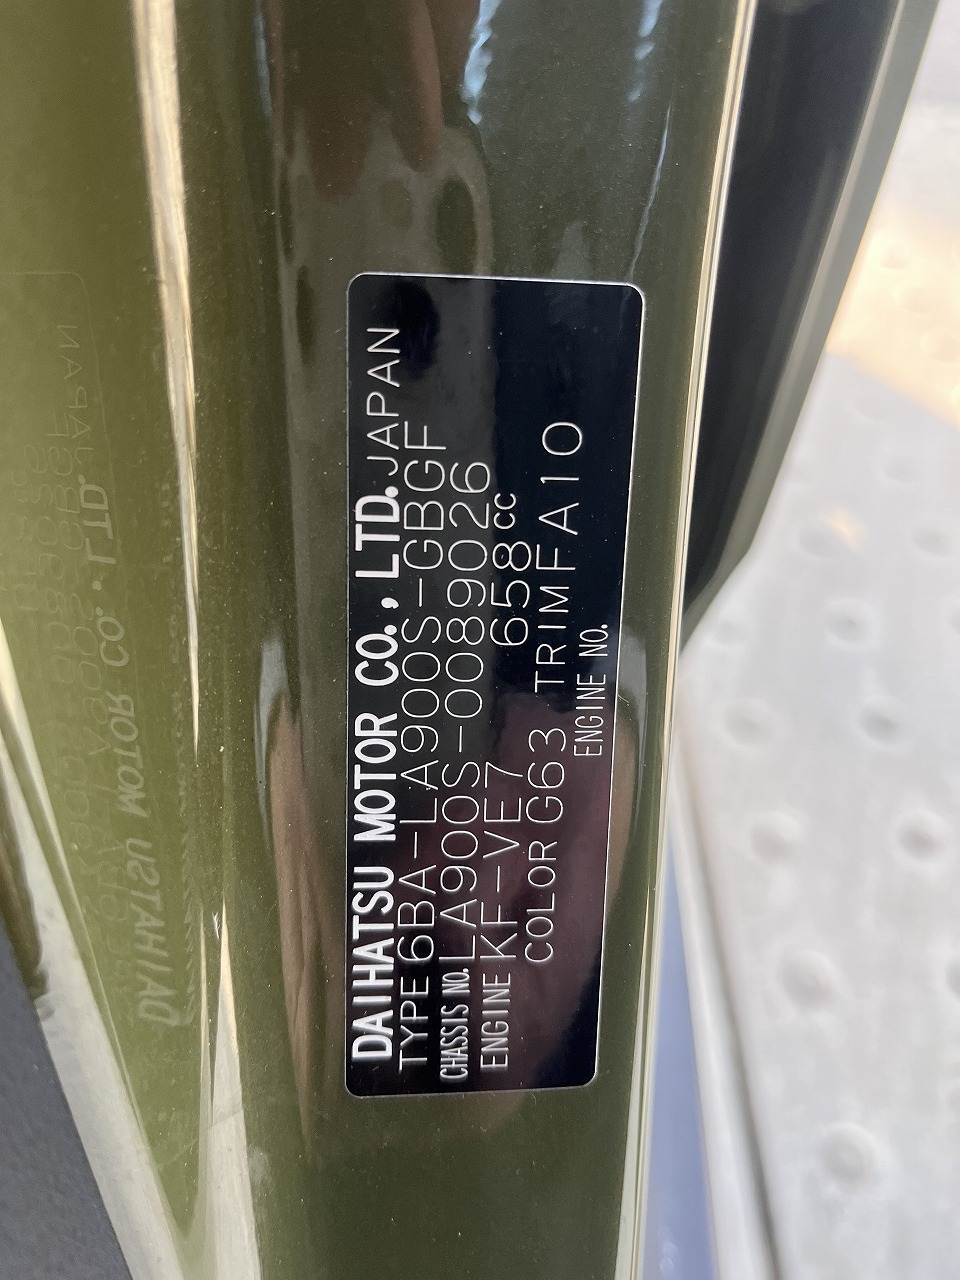 DAIHATSU MOTOR CO., LTD. JAPAN
TYPE 6BA-LA900S-GBGF
CHASSIS NO. LA900S-0089026
ENGINE KF-VE7 658CC
COLOR G63 TRIM FA10
ENGINE NO.